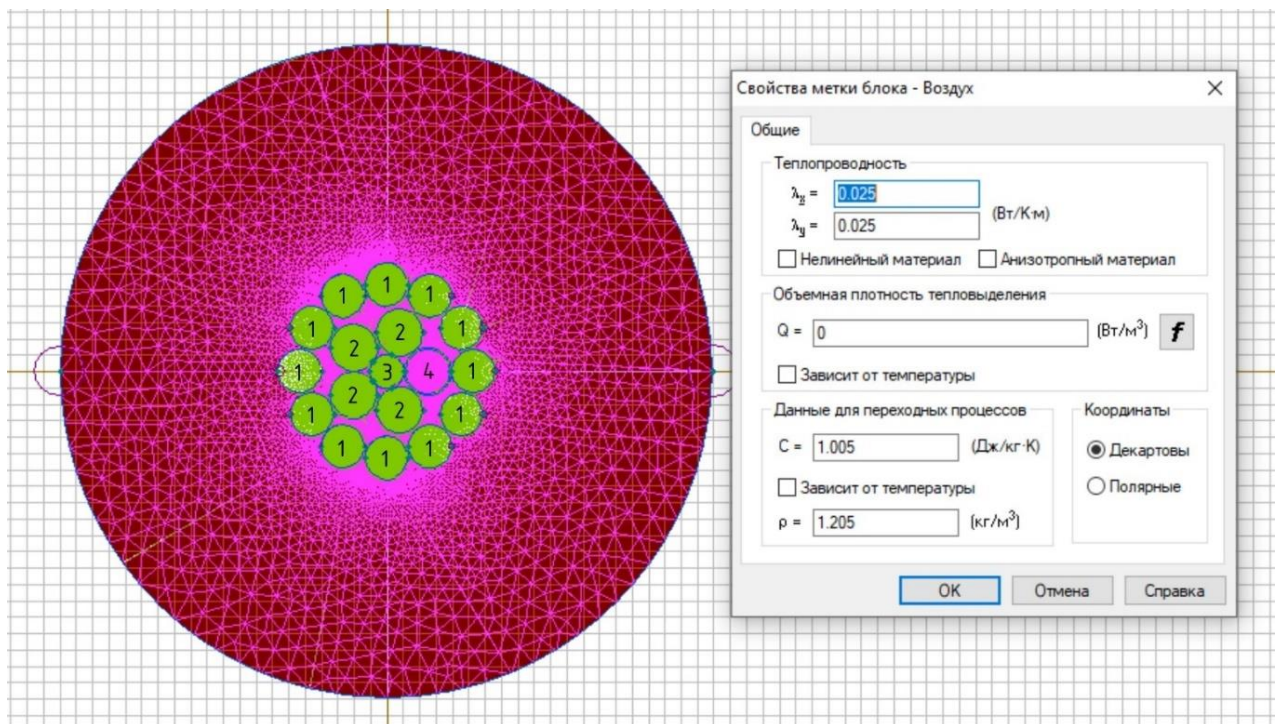 Свойства метки блока - Воздух
Общие
Теплопроводность
λx = 0.025
λy = 0.025
(Вт/К·м)
Нелинейный материал Анизотропный материал
Объемная плотность тепловыделения
Q = 0 (Вт/м³) f
Зависит от температуры
Данные для переходных процессов
C = 1.005 (Дж/кг·К)
Зависит от температуры
ρ = 1.205 (кг/м³)
Координаты
Декартовы
Полярные
OK Отмена Справка
1
1 1
1 1
2 2
1 3 4 1
2 2
1 1
1 1
1